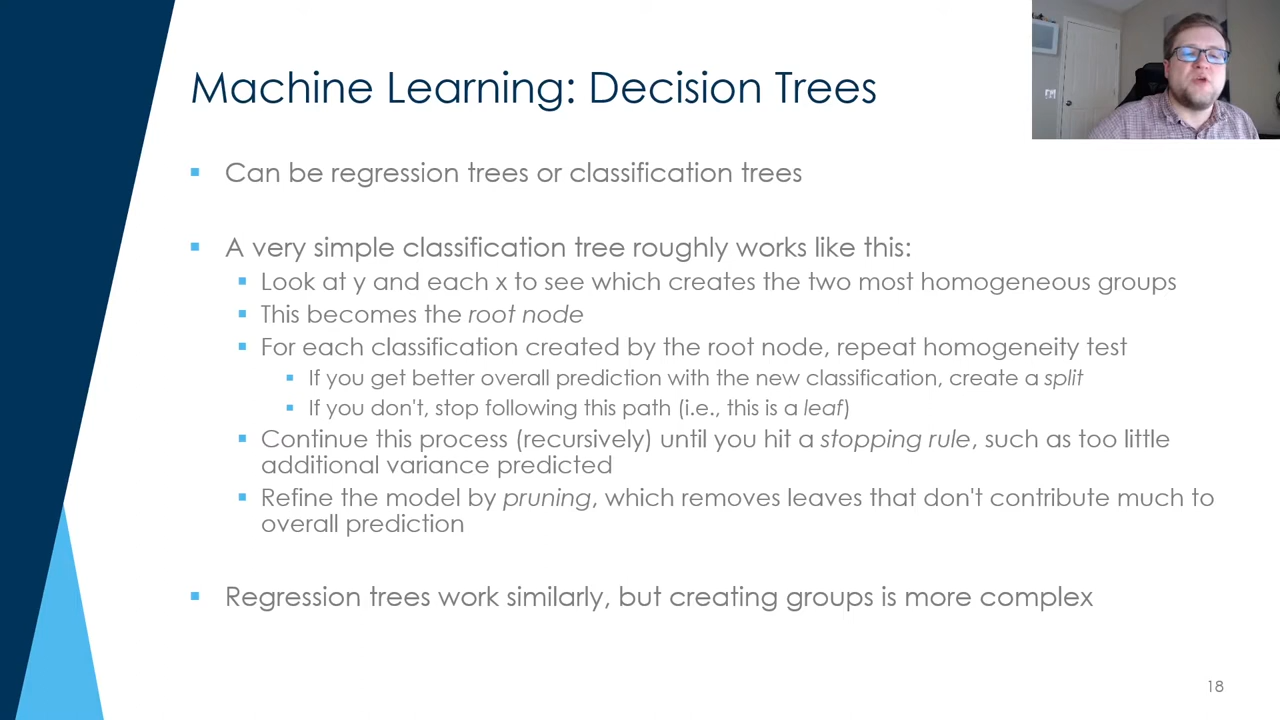 Machine Learning: Decision Trees
▪ Can be regression trees or classification trees
▪ A very simple classification tree roughly works like this:
▪ Look at y and each x to see which creates the two most homogeneous groups
▪ This becomes the root node
▪ For each classification created by the root node, repeat homogeneity test
▪ If you get better overall prediction with the new classification, create a split
▪ If you don't, stop following this path (i.e., this is a leaf)
▪ Continue this process (recursively) until you hit a stopping rule, such as too little
additional variance predicted
▪ Refine the model by pruning, which removes leaves that don't contribute much to
overall prediction
▪ Regression trees work similarly, but creating groups is more complex
18